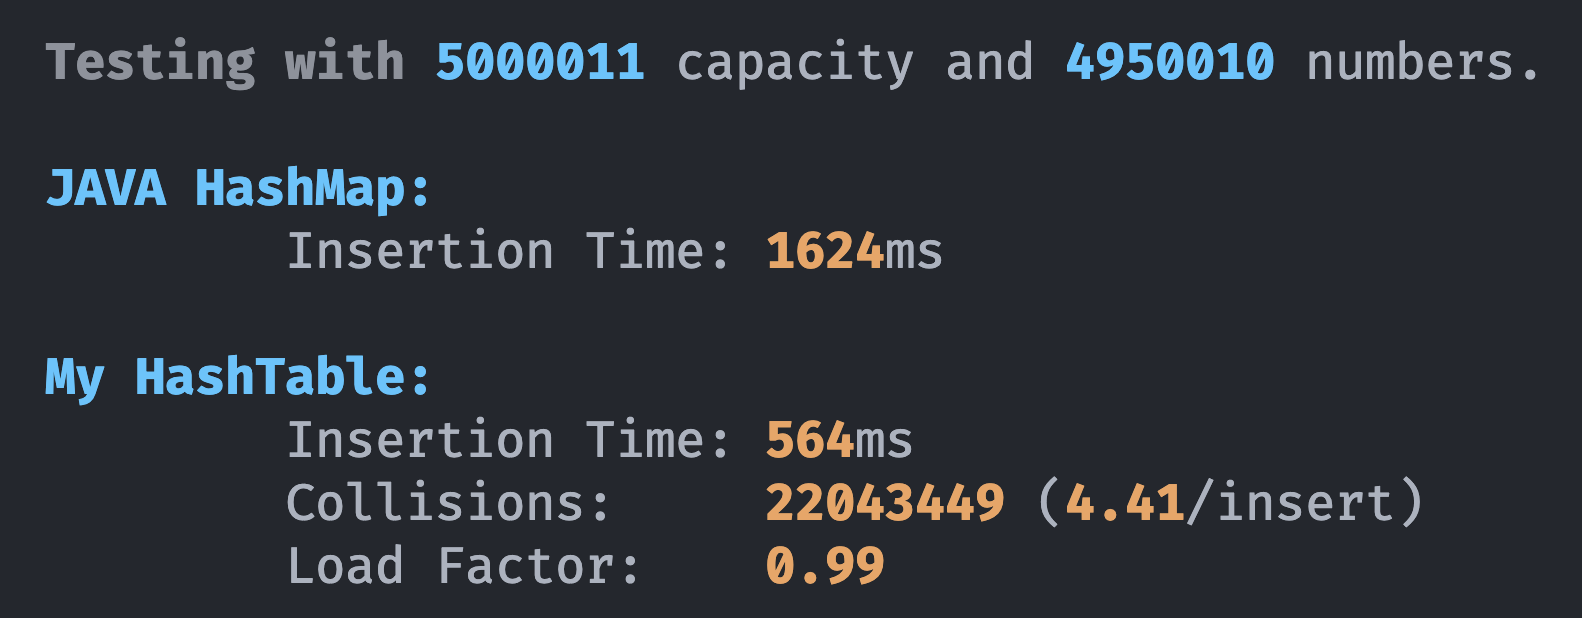 Testing with 5000011 capacity and 4950010 numbers.
JAVA HashMap:
Insertion Time: 1624ms
My HashTable:
Insertion Time: 564ms
Collisions: 22043449 (4.41/insert)
Load Factor: 0.99